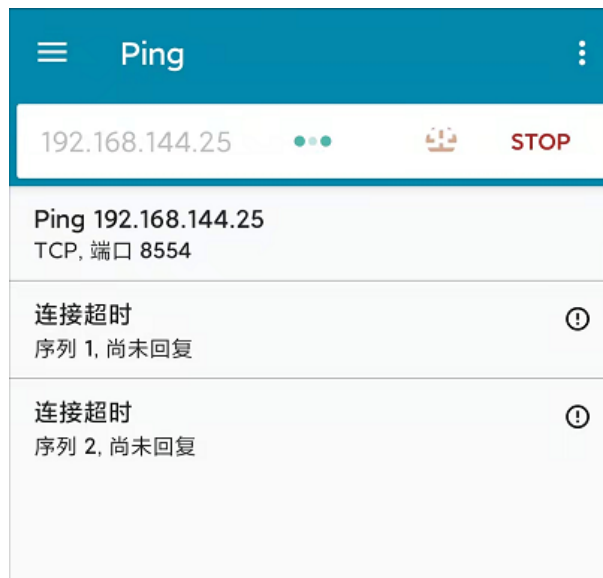 Ping
192.168.144.25
STOP
Ping 192.168.144.25
TCP, 端口 8554
连接超时
序列 1, 尚未回复
连接超时
序列 2, 尚未回复